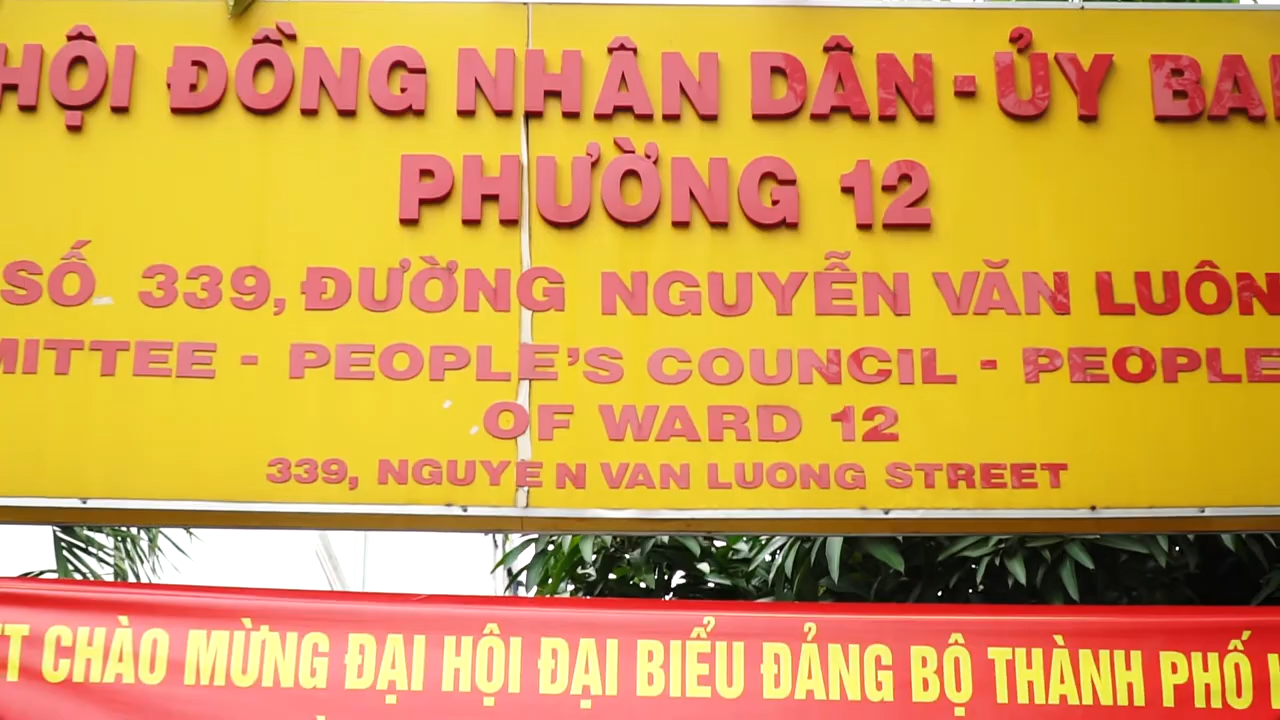 HỘI ĐỒNG NHÂN DÂN - ỦY BAN
PHƯỜNG 12
SỐ 339, ĐƯỜNG NGUYỄN VĂN LUÔN
MITTEE - PEOPLE'S COUNCIL - PEOPLE
OF WARD 12
339, NGUYEN VAN LUONG STREET
T CHÀO MỪNG ĐẠI HỘI ĐẠI BIỂU ĐẢNG BỘ THÀNH PHỐ